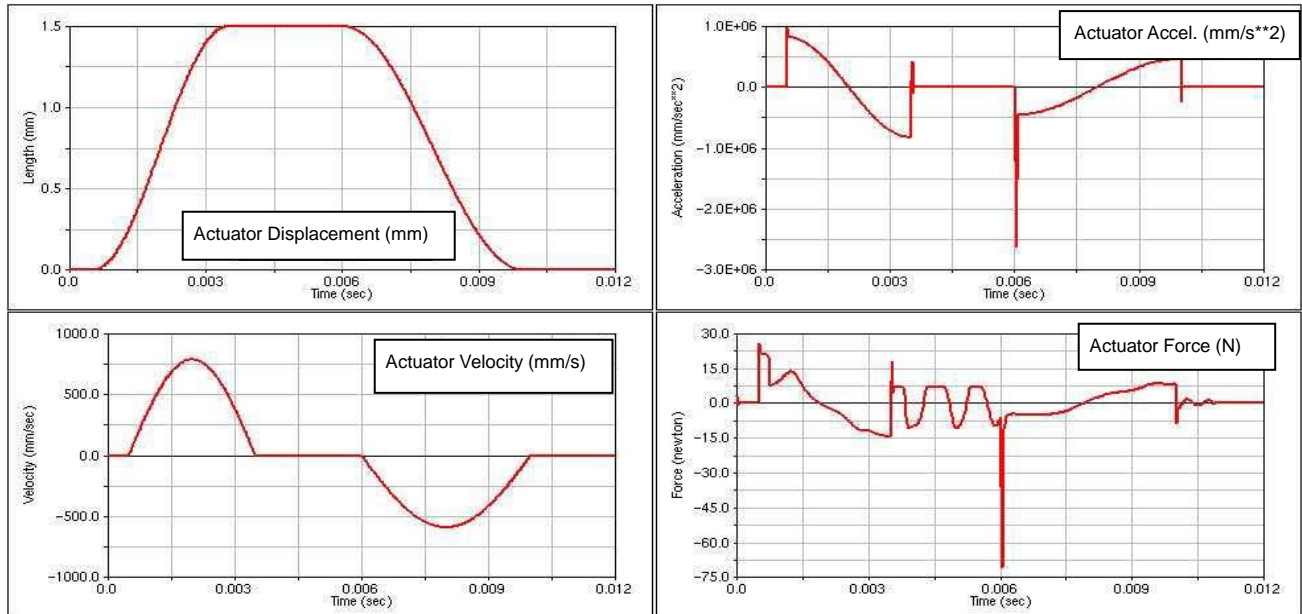 1.5
1.0
0.5
0.0
Length (mm)
Actuator Displacement (mm)
0.0 0.003 0.006 0.009 0.012
Time (sec)
1.0E+06
0.0
−1.0E+06
−2.0E+06
−3.0E+06
Acceleration (mm/sec**2)
Actuator Accel. (mm/s**2)
0.0 0.003 0.006 0.009 0.012
Time (sec)
1000.0
500.0
0.0
−500.0
−1000.0
Velocity (mm/sec)
Actuator Velocity (mm/s)
0.0 0.003 0.006 0.009 0.012
Time (sec)
30.0
15.0
0.0
−15.0
−30.0
−45.0
−60.0
−75.0
Force (newton)
Actuator Force (N)
0.0 0.003 0.006 0.009 0.012
Time (sec)